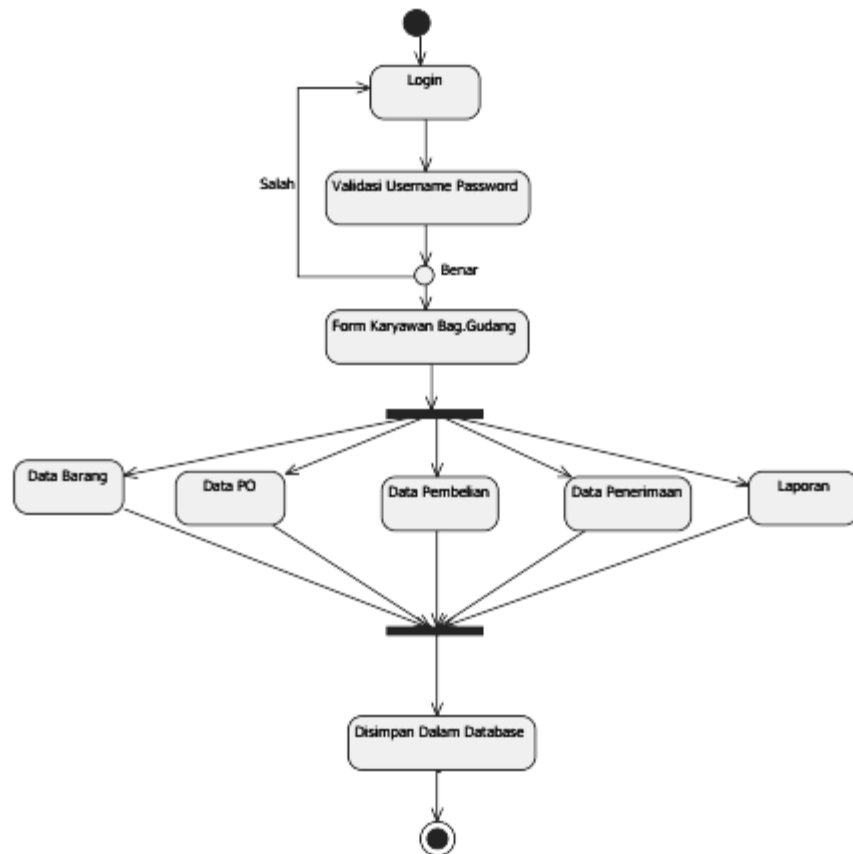 Login
Salah
Validasi Username Password
Benar
Form Karyawan Bag.Gudang
Data Barang
Data PO
Data Pembelian
Data Penerimaan
Laporan
Disimpan Dalam Database